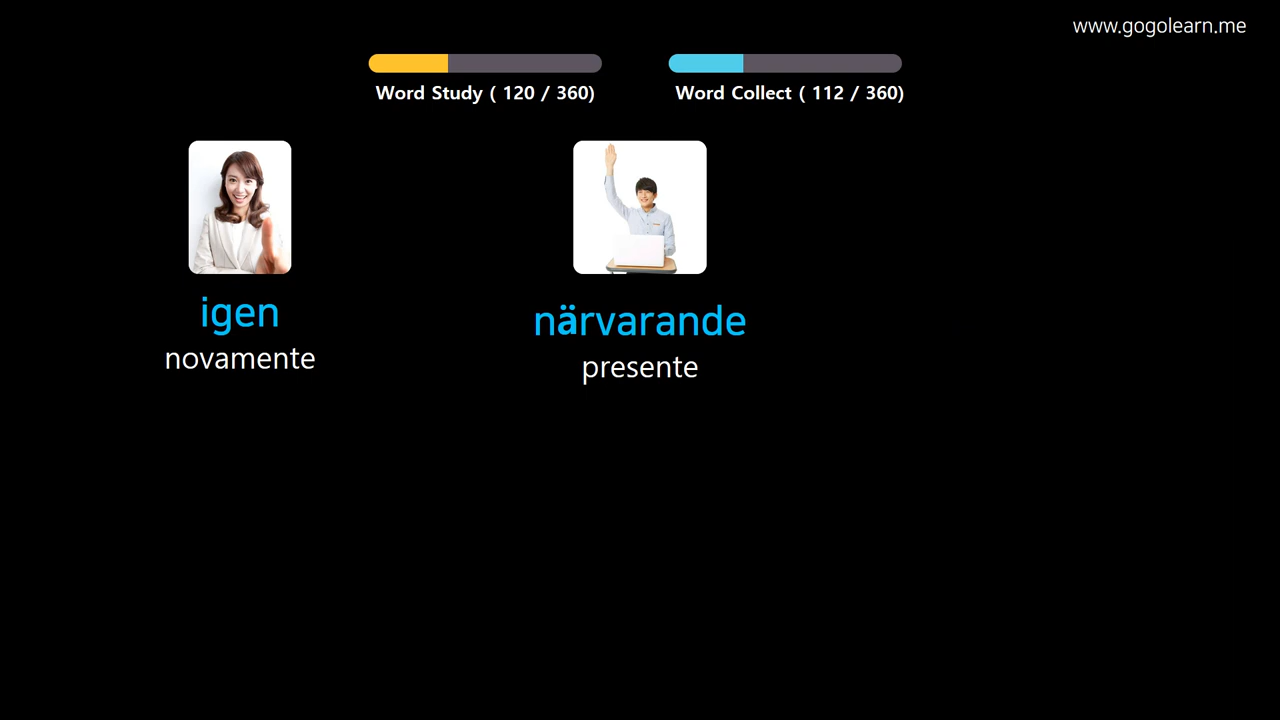 www.gogolearn.me
Word Study ( 120 / 360)
Word Collect ( 112 / 360)
igen
novamente
närvarande
presente